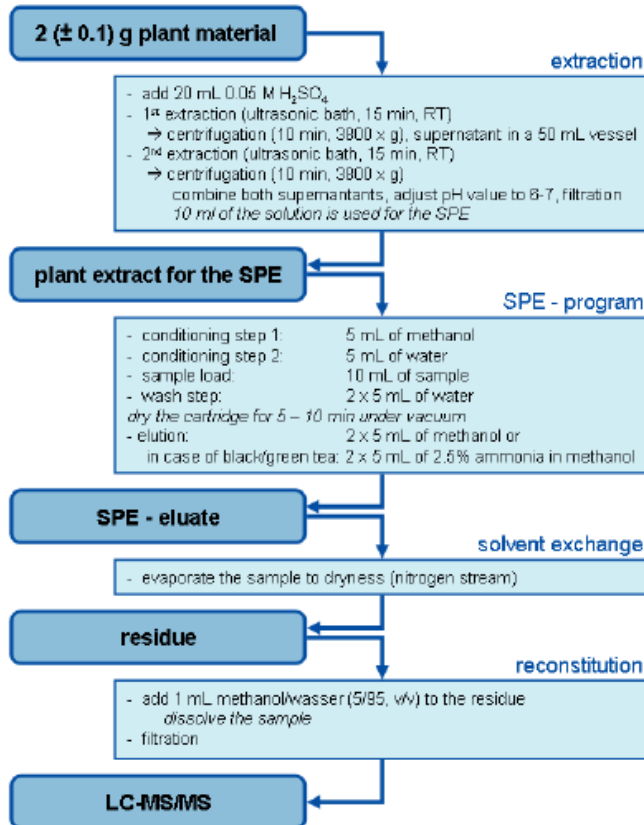 2 (± 0.1) g plant material
extraction
- add 20 mL 0.05 M H₂SO₄
- 1st extraction (ultrasonic bath, 15 min, RT)
→ centrifugation (10 min, 3800 x g), supernatant in a 50 mL vessel
- 2nd extraction (ultrasonic bath, 15 min, RT)
→ centrifugation (10 min, 3800 x g)
combine both supernantants, adjust pH value to 6-7, filtration
10 ml of the solution is used for the SPE
plant extract for the SPE
SPE - program
- conditioning step 1: 5 mL of methanol
- conditioning step 2: 5 mL of water
- sample load: 10 mL of sample
- wash step: 2 x 5 mL of water
dry the cartridge for 5 – 10 min under vacuum
- elution: 2 x 5 mL of methanol or
in case of black/green tea: 2 x 5 mL of 2.5% ammonia in methanol
SPE - eluate
solvent exchange
- evaporate the sample to dryness (nitrogen stream)
residue
reconstitution
- add 1 mL methanol/wasser (5/95, v/v) to the residue
dissolve the sample
- filtration
LC-MS/MS